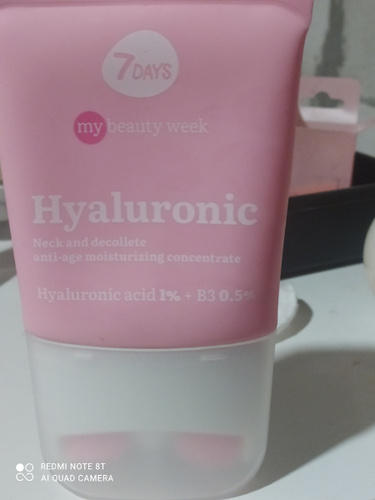 7DAYS
my beauty week
Hyaluronic
Neck and decollete
anti-age moisturizing concentrate
Hyaluronic acid 1% + B3 0.5%
REDMI NOTE 8T
AI QUAD CAMERA